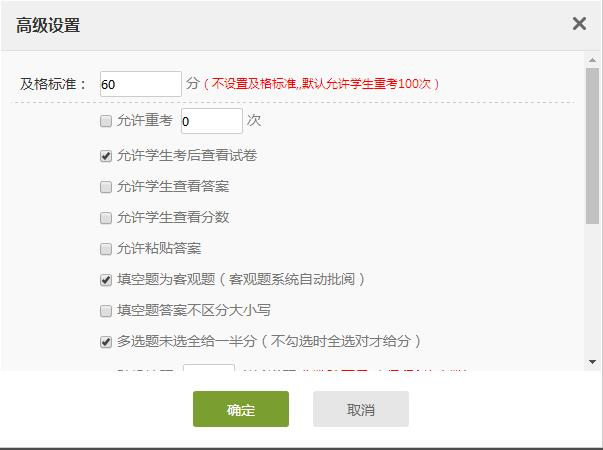 高级设置
及格标准： 60 分（不设置及格标准,,默认允许学生重考100次）
允许重考 0 次
允许学生考后查看试卷
允许学生查看答案
允许学生查看分数
允许粘贴答案
填空题为客观题（客观题系统自动批阅）
填空题答案不区分大小写
多选题未选全给一半分（不勾选时全选对才给分）
确定 取消